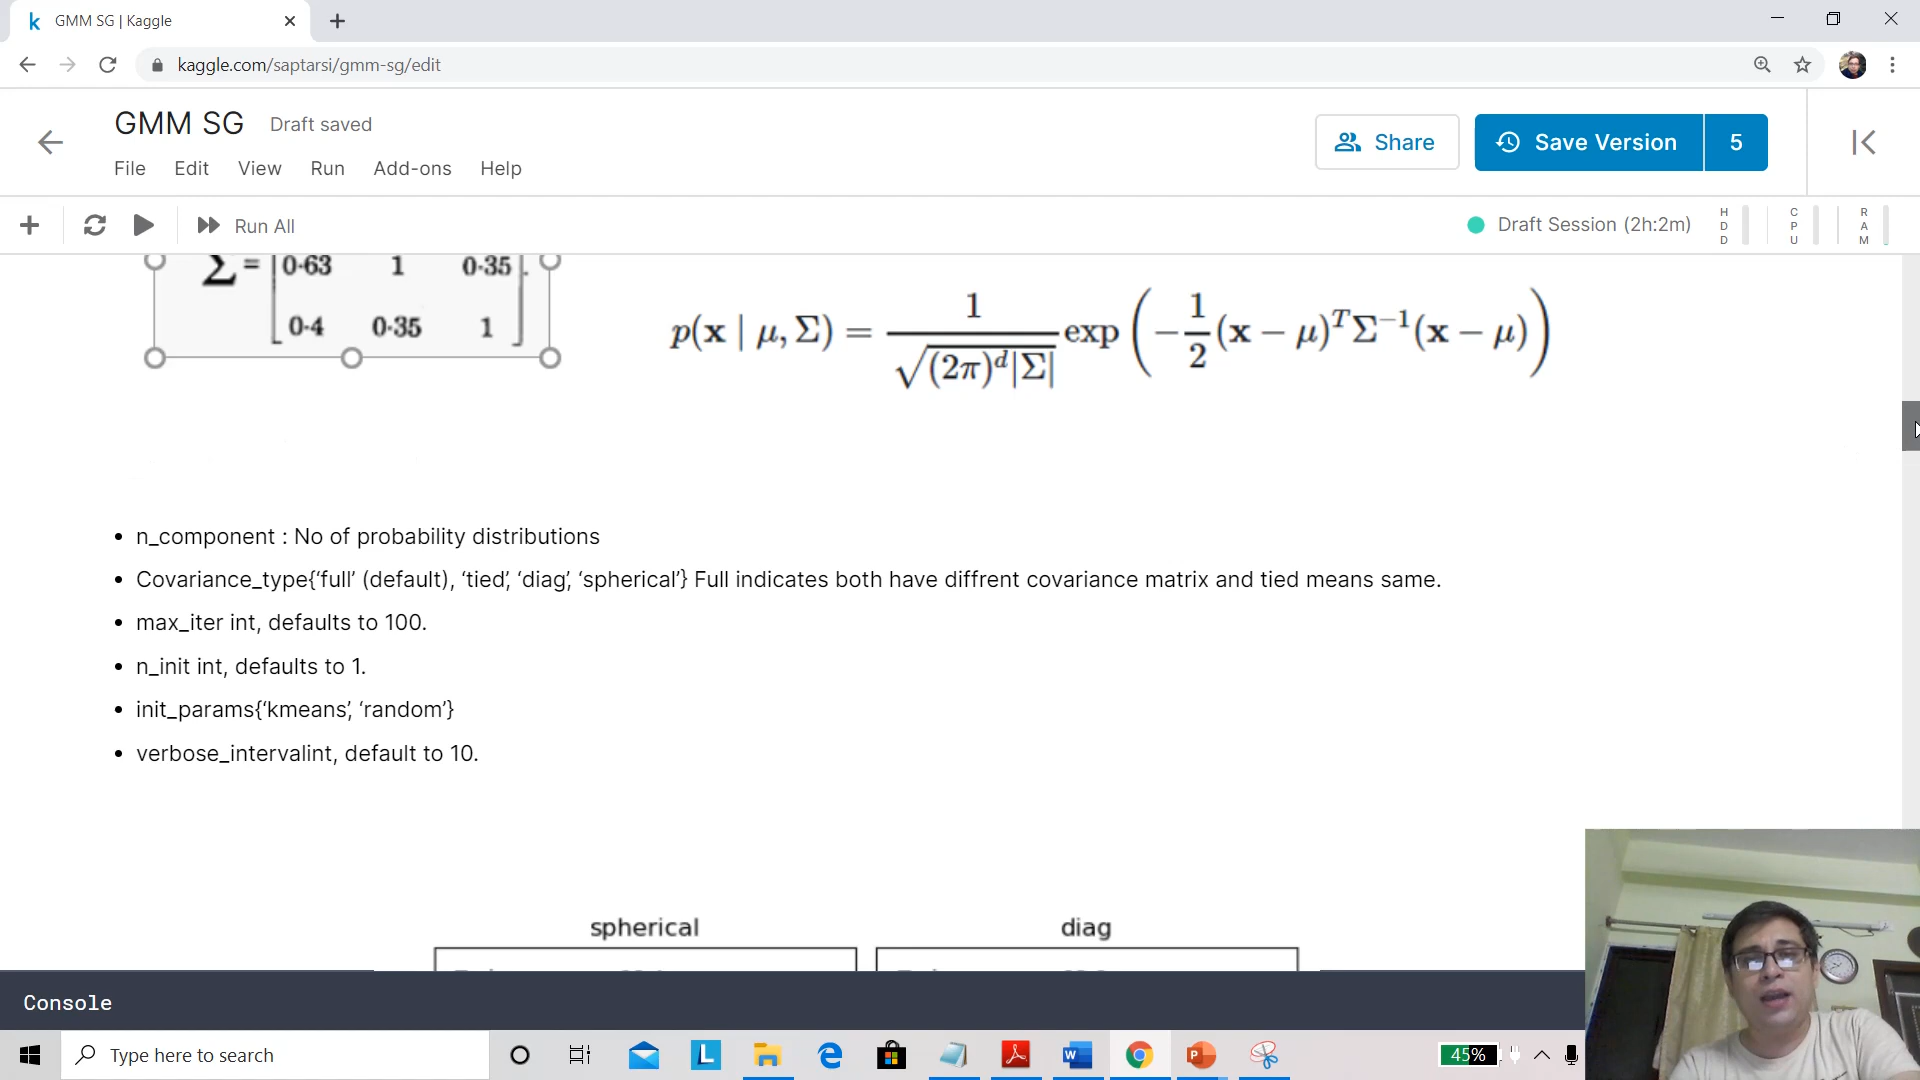 GMM SG | Kaggle
kaggle.com/saptarsi/gmm-sg/edit
GMM SG Draft saved
File Edit View Run Add-ons Help
Share
Save Version 5
Run All
Draft Session (2h:2m)
HDD
CPU
RAM
Σ = 0·63 1 0·35
0·4 0·35 1
p(x | μ, Σ) = 1 / √((2π)^d|Σ|) exp(−1/2 (x − μ)^T Σ^−1 (x − μ))
• n_component : No of probability distributions
• Covariance_type{‘full’ (default), ‘tied’, ‘diag’, ‘spherical’} Full indicates both have diffrent covariance matrix and tied means same.
• max_iter int, defaults to 100.
• n_init int, defaults to 1.
• init_params{‘kmeans’, ‘random’}
• verbose_intervalint, default to 10.
spherical diag
Console
Type here to search
45%